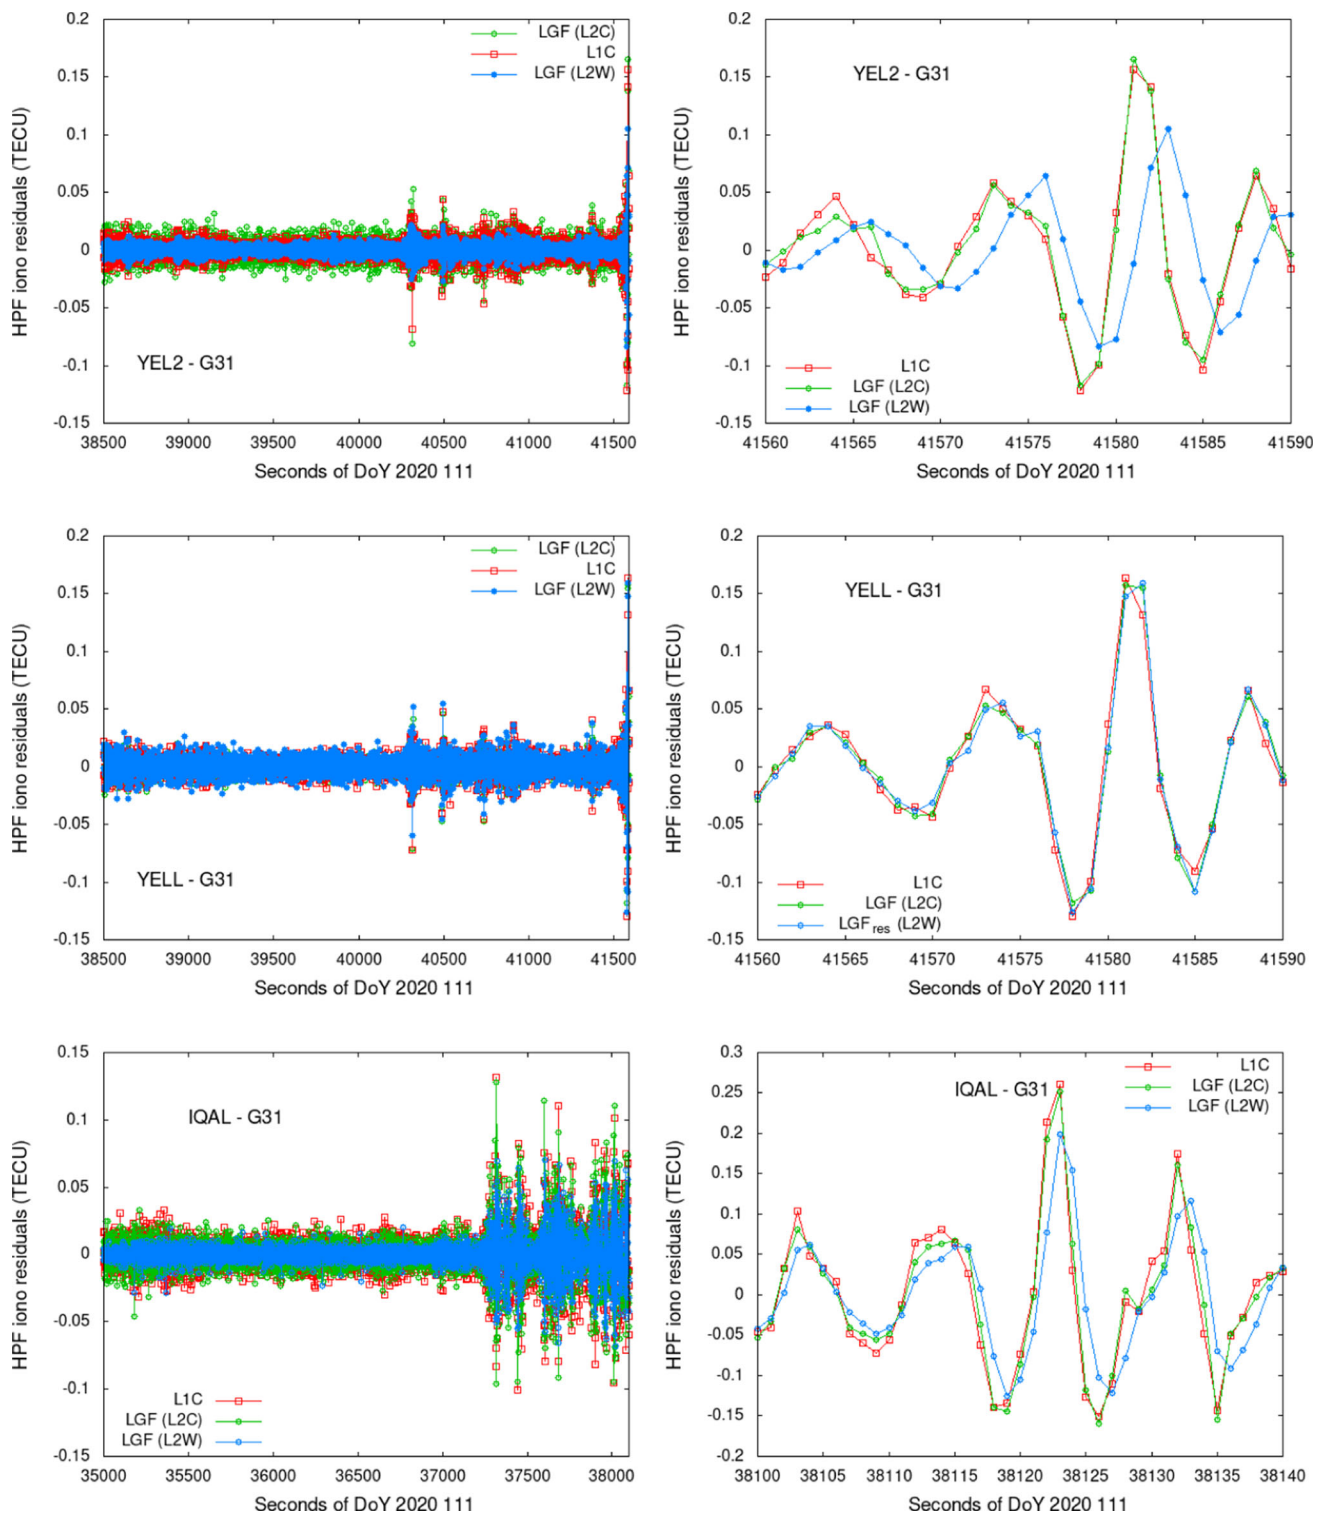 0.2
0.15
0.1
0.05
0
-0.05
-0.1
-0.15
HPF iono residuals (TECU)
LGF (L2C)
L1C
LGF (L2W)
YEL2 - G31
38500 39000 39500 40000 40500 41000 41500
Seconds of DoY 2020 111
0.2
0.15
0.1
0.05
0
-0.05
-0.1
-0.15
HPF iono residuals (TECU)
YEL2 - G31
L1C
LGF (L2C)
LGF (L2W)
41560 41565 41570 41575 41580 41585 41590
Seconds of DoY 2020 111
0.2
0.15
0.1
0.05
0
-0.05
-0.1
-0.15
HPF iono residuals (TECU)
LGF (L2C)
L1C
LGF (L2W)
YELL - G31
38500 39000 39500 40000 40500 41000 41500
Seconds of DoY 2020 111
0.2
0.15
0.1
0.05
0
-0.05
-0.1
-0.15
HPF iono residuals (TECU)
YELL - G31
L1C
LGF (L2C)
LGFres (L2W)
41560 41565 41570 41575 41580 41585 41590
Seconds of DoY 2020 111
0.15
0.1
0.05
0
-0.05
-0.1
-0.15
HPF iono residuals (TECU)
IQAL - G31
L1C
LGF (L2C)
LGF (L2W)
35000 35500 36000 36500 37000 37500 38000
Seconds of DoY 2020 111
0.3
0.25
0.2
0.15
0.1
0.05
0
-0.05
-0.1
-0.15
-0.2
HPF iono residuals (TECU)
IQAL - G31
L1C
LGF (L2C)
LGF (L2W)
38100 38105 38110 38115 38120 38125 38130 38135 38140
Seconds of DoY 2020 111